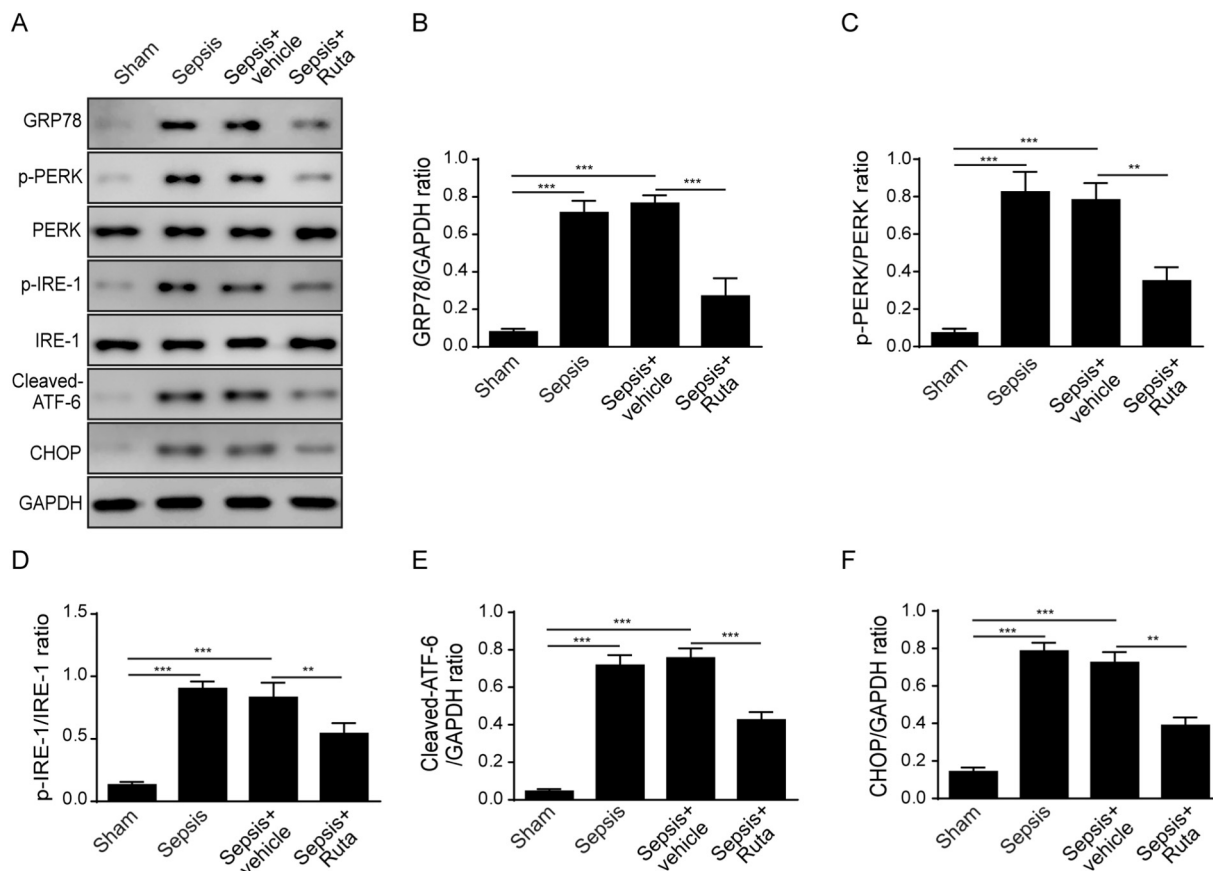 A
Sham
Sepsis
Sepsis+
vehicle
Sepsis+
Ruta
GRP78
p-PERK
PERK
p-IRE-1
IRE-1
Cleaved-
ATF-6
CHOP
GAPDH
B
GRP78/GAPDH ratio
1.0
0.8
0.6
0.4
0.2
0.0
***
***
***
Sham
Sepsis
Sepsis+
vehicle
Sepsis+
Ruta
C
p-PERK/PERK ratio
1.0
0.8
0.6
0.4
0.2
0.0
***
***
**
Sham
Sepsis
Sepsis+
vehicle
Sepsis+
Ruta
D
p-IRE-1/IRE-1 ratio
1.5
1.0
0.5
0.0
***
***
**
Sham
Sepsis
Sepsis+
vehicle
Sepsis+
Ruta
E
Cleaved-ATF-6
/GAPDH ratio
1.0
0.8
0.6
0.4
0.2
0.0
***
***
***
Sham
Sepsis
Sepsis+
vehicle
Sepsis+
Ruta
F
CHOP/GAPDH ratio
1.0
0.8
0.6
0.4
0.2
0.0
***
***
**
Sham
Sepsis
Sepsis+
vehicle
Sepsis+
Ruta